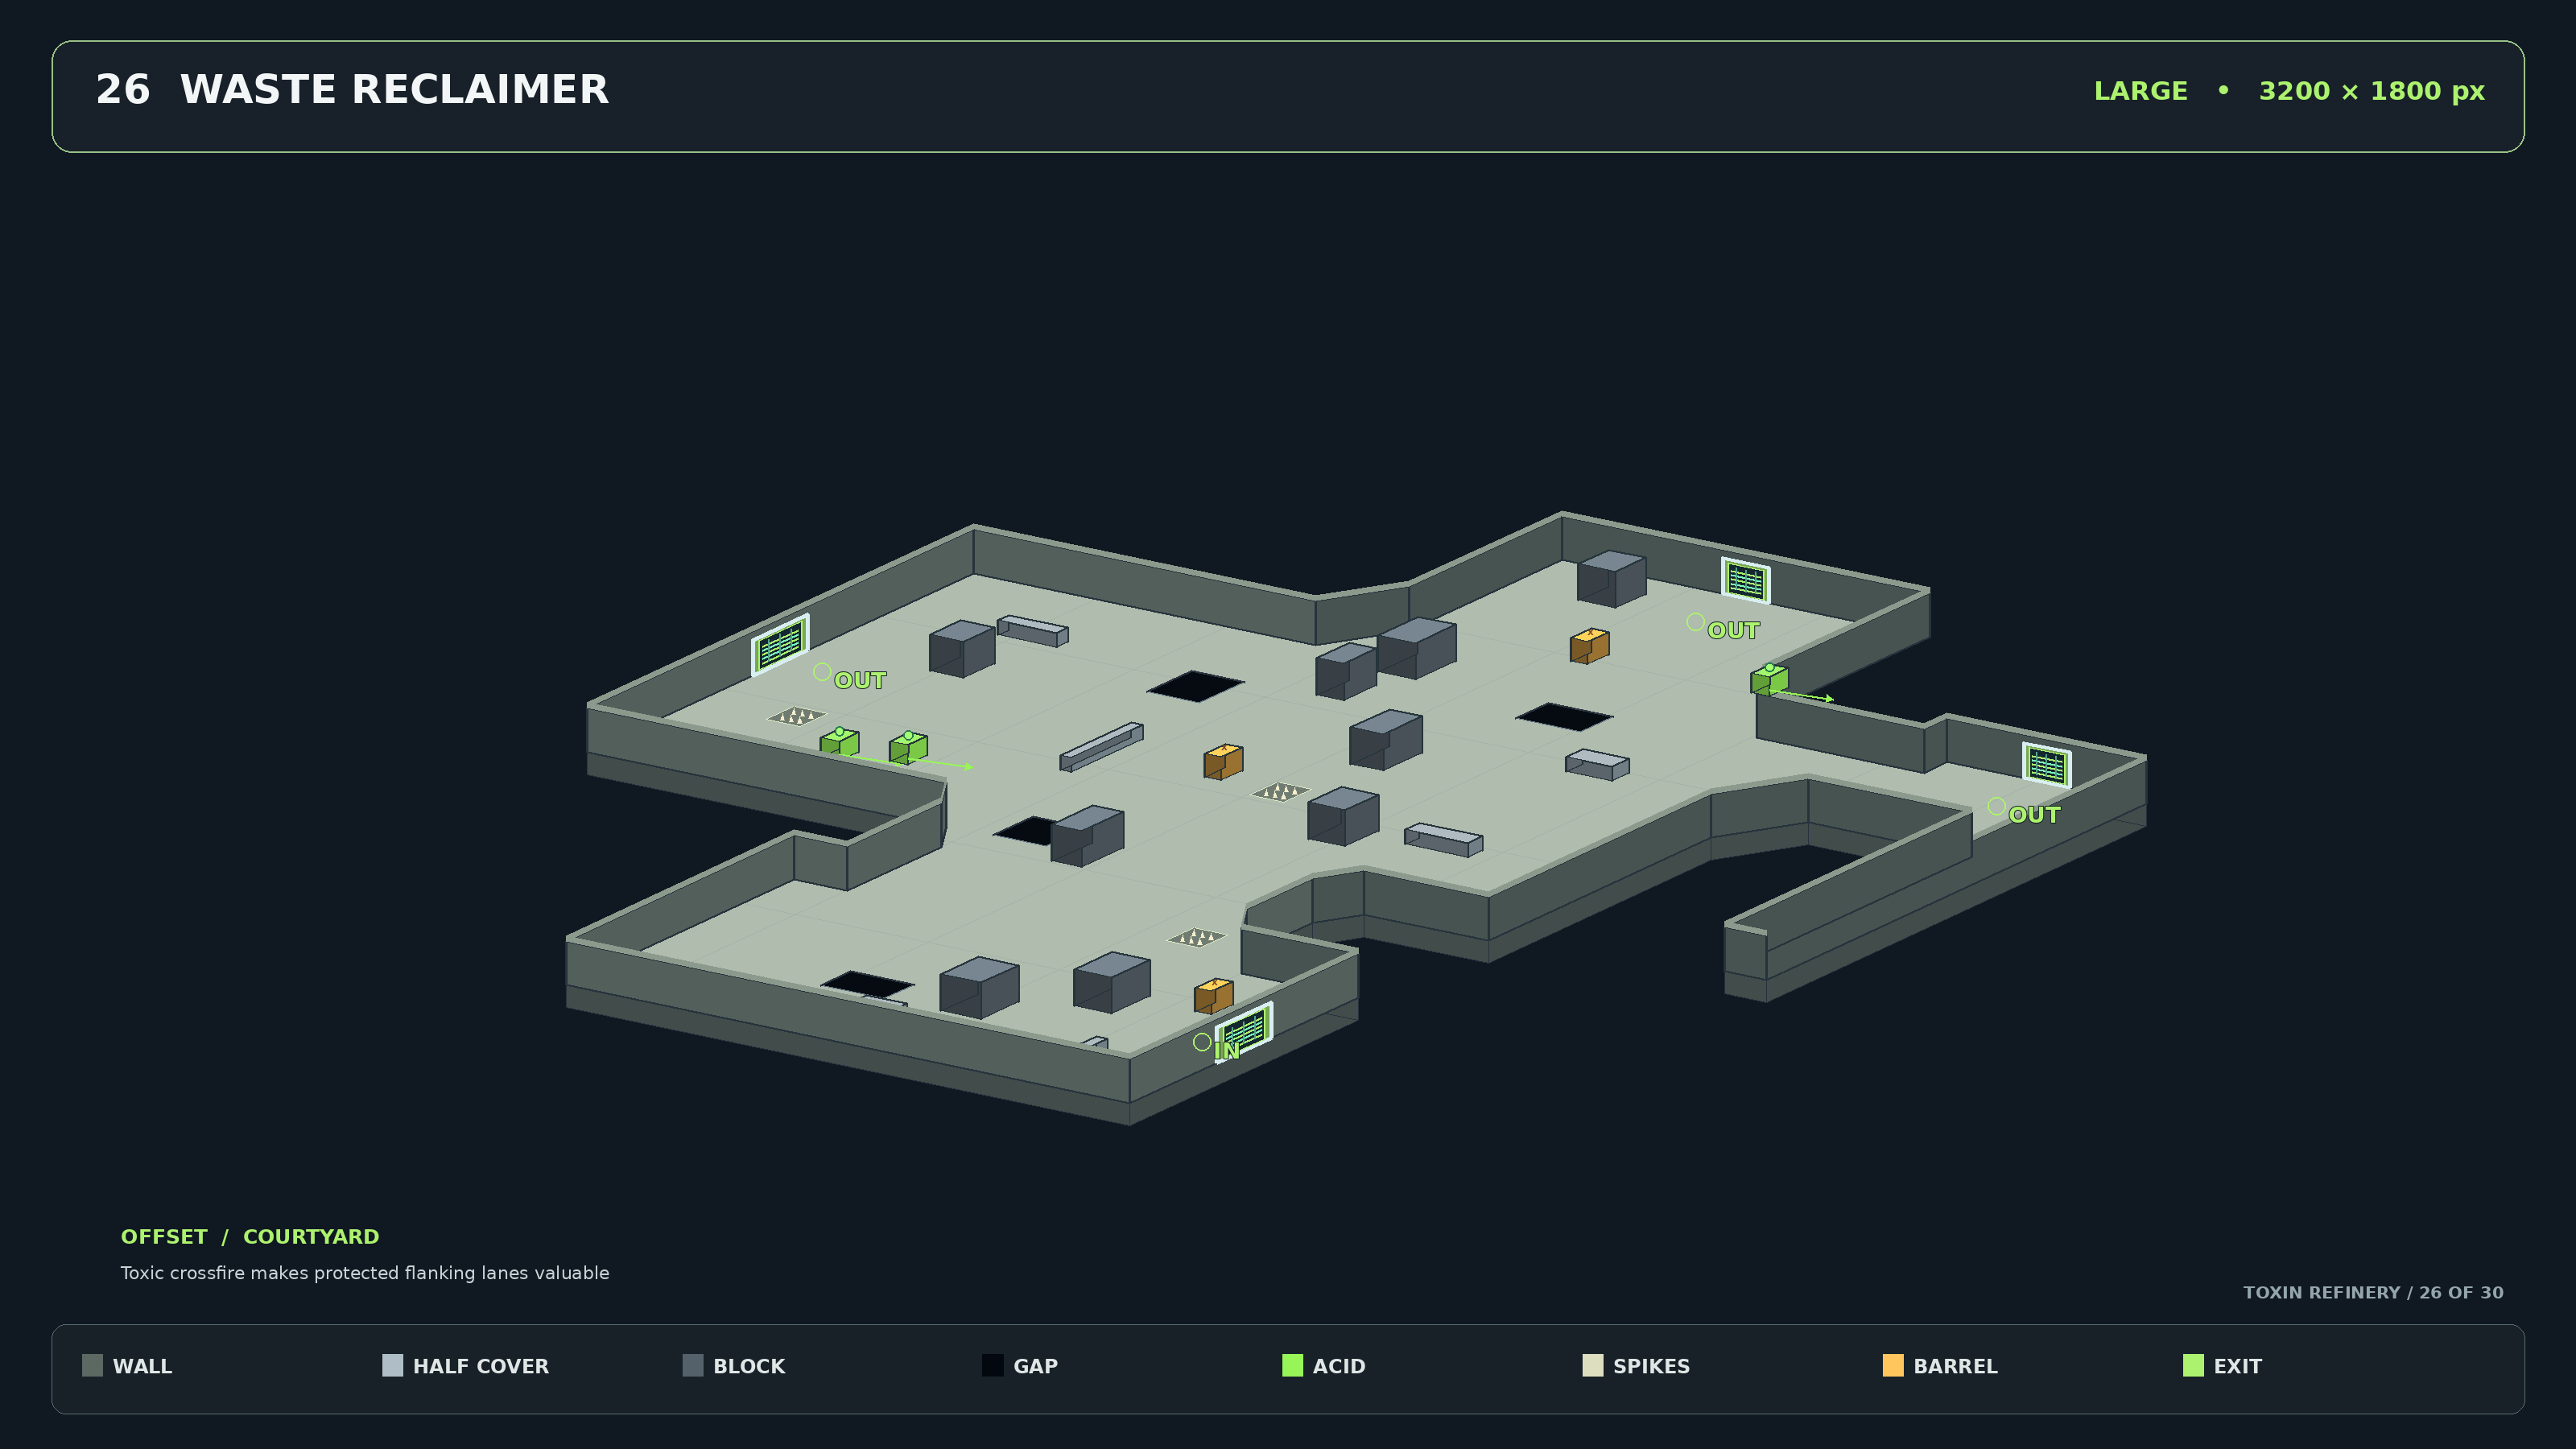 26 WASTE RECLAIMER
LARGE • 3200 × 1800 px
OUT
OUT
OUT
IN
OFFSET / COURTYARD
Toxic crossfire makes protected flanking lanes valuable
TOXIN REFINERY / 26 OF 30
WALL
HALF COVER
BLOCK
GAP
ACID
SPIKES
BARREL
EXIT